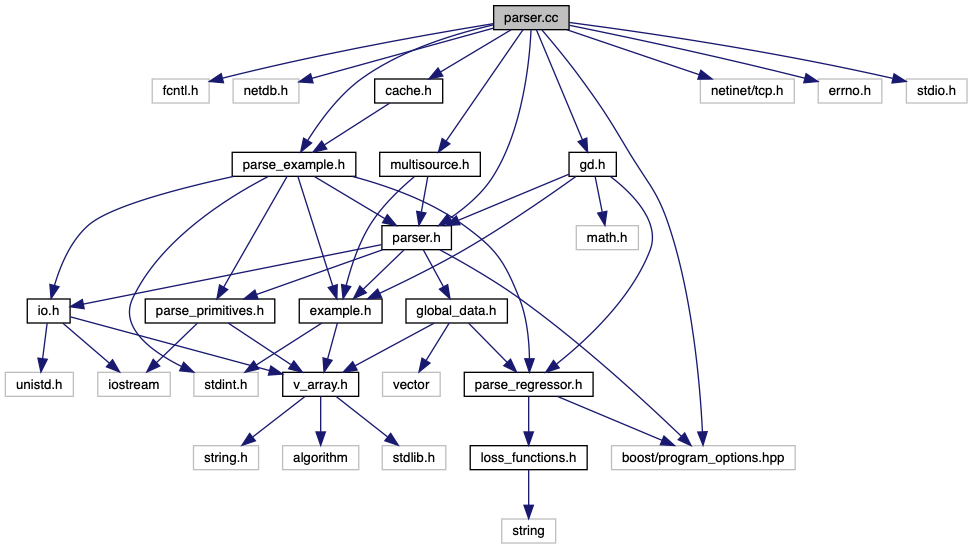 parser.cc
fcntl.h
netdb.h
cache.h
netinet/tcp.h
errno.h
stdio.h
parse_example.h
multisource.h
gd.h
parser.h
math.h
io.h
parse_primitives.h
example.h
global_data.h
unistd.h
iostream
stdint.h
v_array.h
vector
parse_regressor.h
string.h
algorithm
stdlib.h
loss_functions.h
boost/program_options.hpp
string